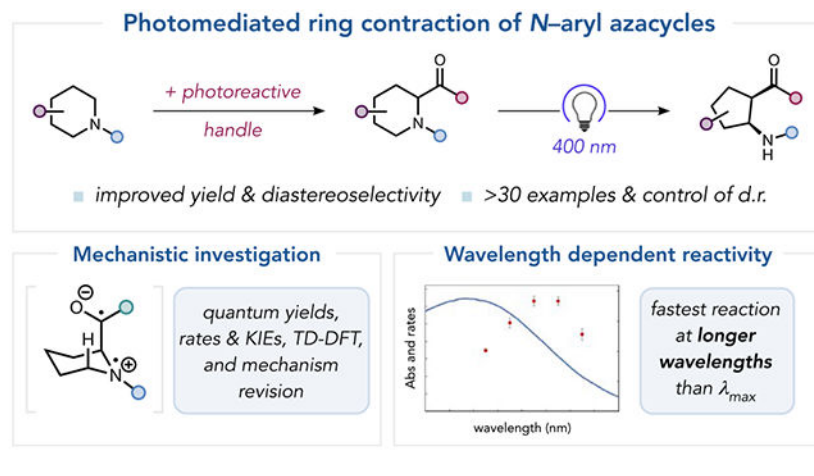 Photomediated ring contraction of N–aryl azacycles
N
+ photoreactive
handle
O
N
400 nm
O
N
H
improved yield & diastereoselectivity
>30 examples & control of d.r.
Mechanistic investigation
⊖
O
H
N
⊕
quantum yields,
rates & KIEs, TD-DFT,
and mechanism
revision
Wavelength dependent reactivity
Abs and rates
wavelength (nm)
fastest reaction
at longer
wavelengths
than λmax